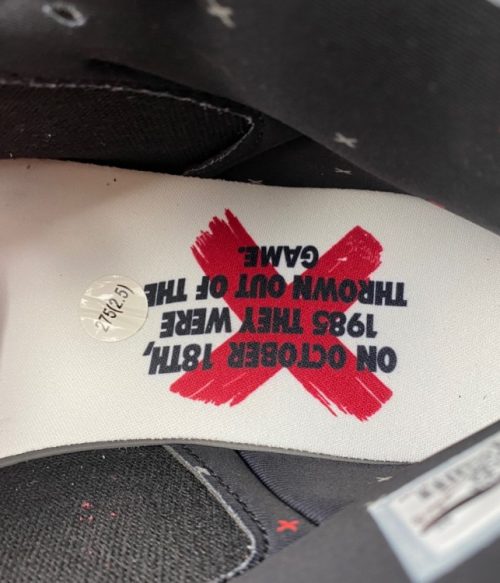 ON OCTOBER 18TH,
1985 THEY WERE
THROWN OUT OF THE
GAME.
275(2.5)